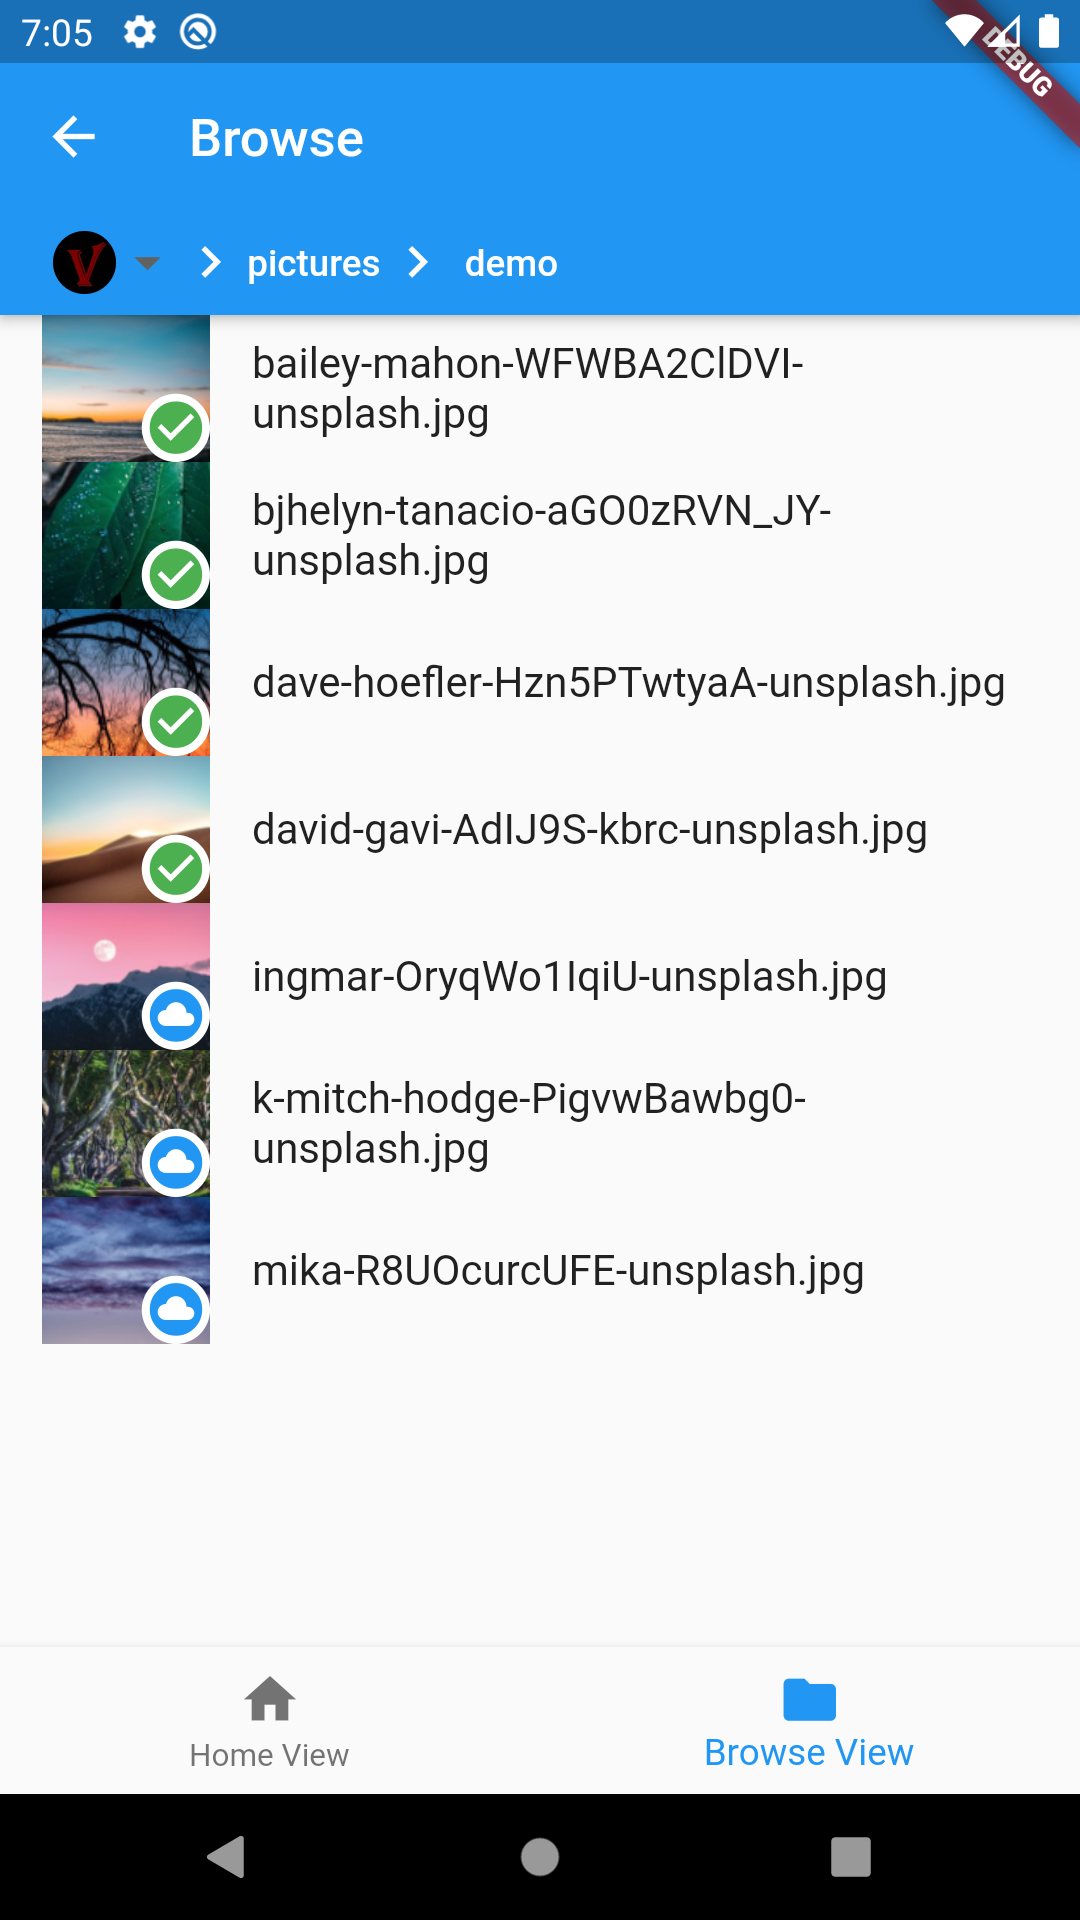 7:05
DEBUG
Browse
V
pictures
demo
bailey-mahon-WFWBA2ClDVI-
unsplash.jpg
bjhelyn-tanacio-aGO0zRVN_JY-
unsplash.jpg
dave-hoefler-Hzn5PTwtyaA-unsplash.jpg
david-gavi-AdIJ9S-kbrc-unsplash.jpg
ingmar-OryqWo1IqiU-unsplash.jpg
k-mitch-hodge-PigvwBawbg0-
unsplash.jpg
mika-R8UOcurcUFE-unsplash.jpg
Home View
Browse View